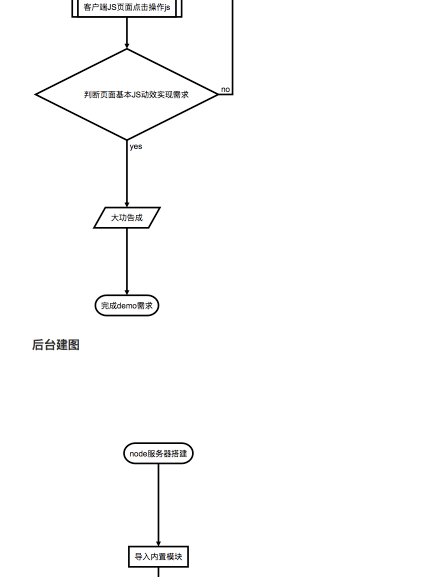 客户端JS页面点击操作js
判断页面基本JS动效实现需求
no
yes
大功告成
完成demo需求
后台建图
node服务器搭建
导入内置模块